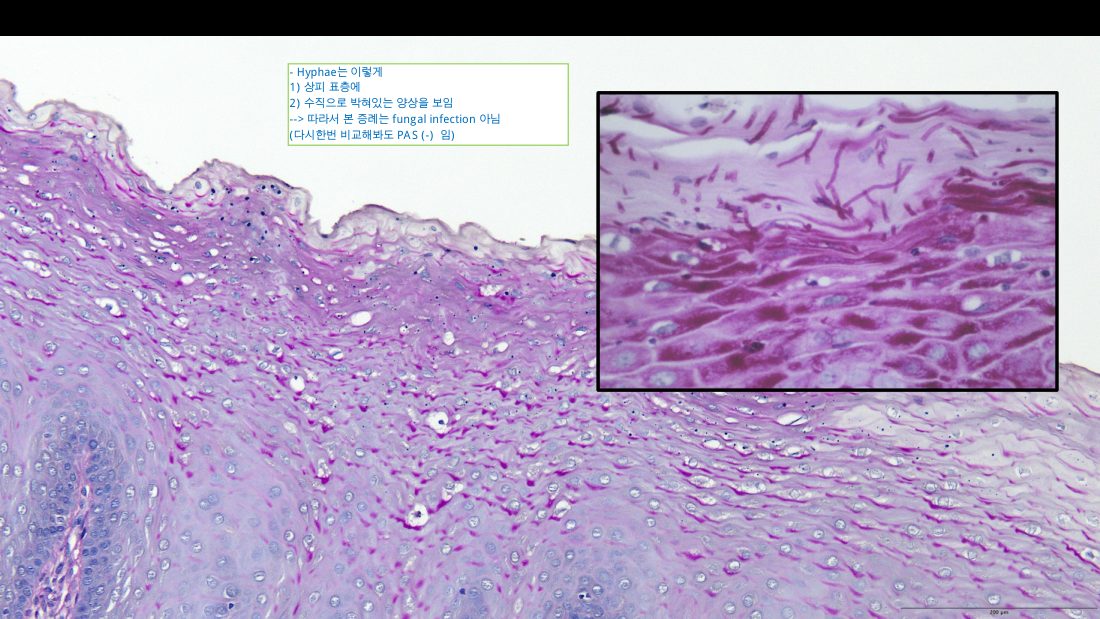 - Hyphae는 이렇게
1) 상피 표층에
2) 수직으로 박혀있는 양상을 보임
--> 따라서 본 증례는 fungal infection 아님
(다시한번 비교해봐도 PAS (-) 임)
200 μm